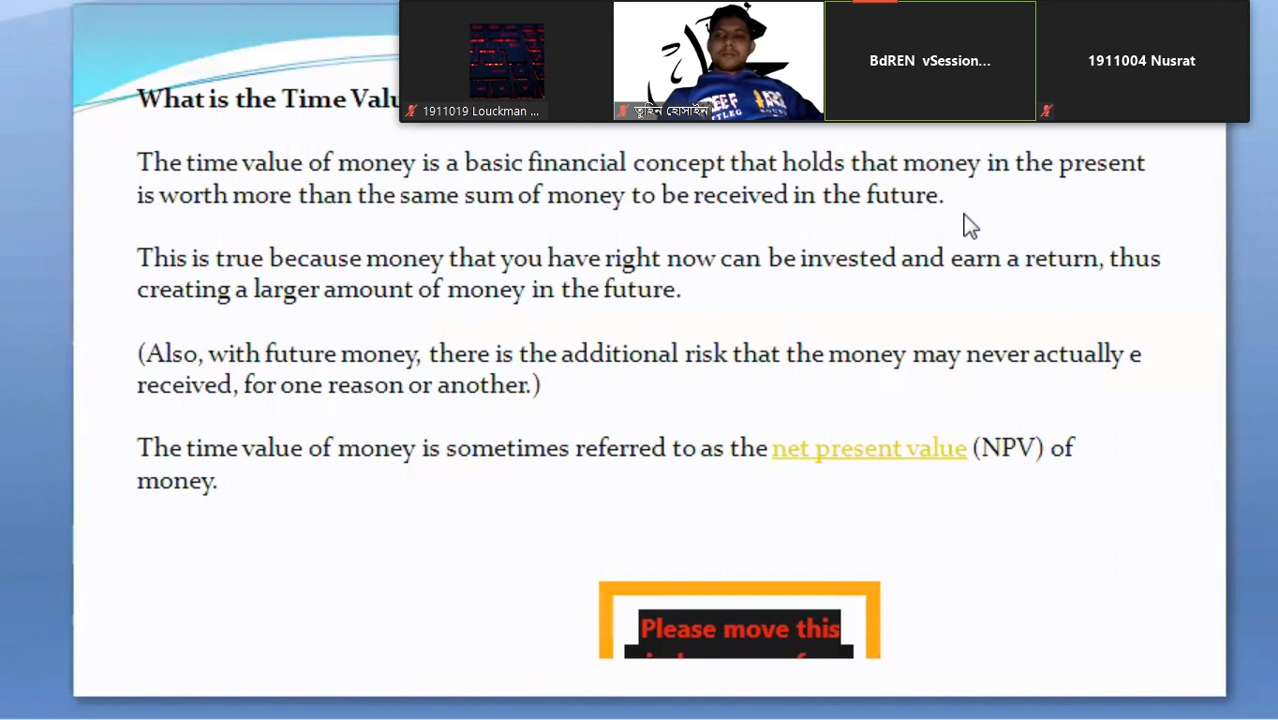 1911019 Louckman ...
তুহিন হোসাইন
BdREN vSession...
1911004 Nusrat
What is the Time Valu
The time value of money is a basic financial concept that holds that money in the present
is worth more than the same sum of money to be received in the future.
This is true because money that you have right now can be invested and earn a return, thus
creating a larger amount of money in the future.
(Also, with future money, there is the additional risk that the money may never actually e
received, for one reason or another.)
The time value of money is sometimes referred to as the net present value (NPV) of
money.
Please move this